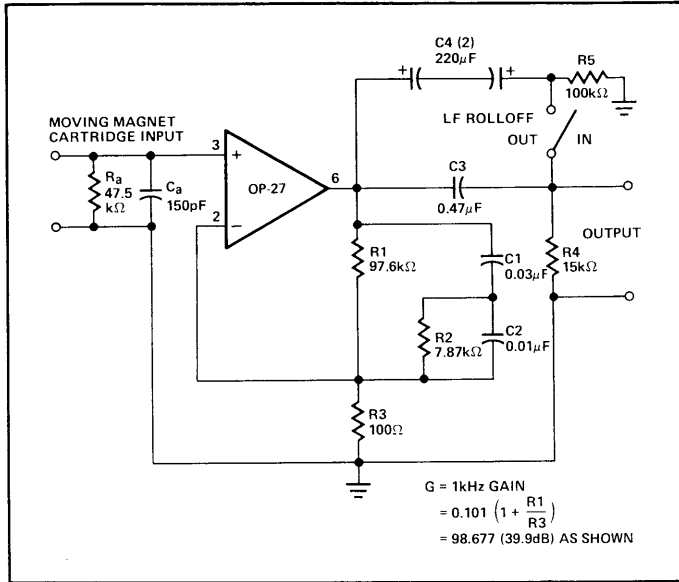 C4 (2)
220μF
+
+
R5
100kΩ
LF ROLLOFF
OUT
IN
MOVING MAGNET
CARTRIDGE INPUT
3
+
Ra
47.5
kΩ
Ca
150pF
OP-27
6
2
−
C3
0.47μF
OUTPUT
R1
97.6kΩ
C1
0.03μF
R4
15kΩ
R2
7.87kΩ
C2
0.01μF
R3
100Ω
G = 1kHz GAIN
= 0.101 (1 + R1/R3)
= 98.677 (39.9dB) AS SHOWN